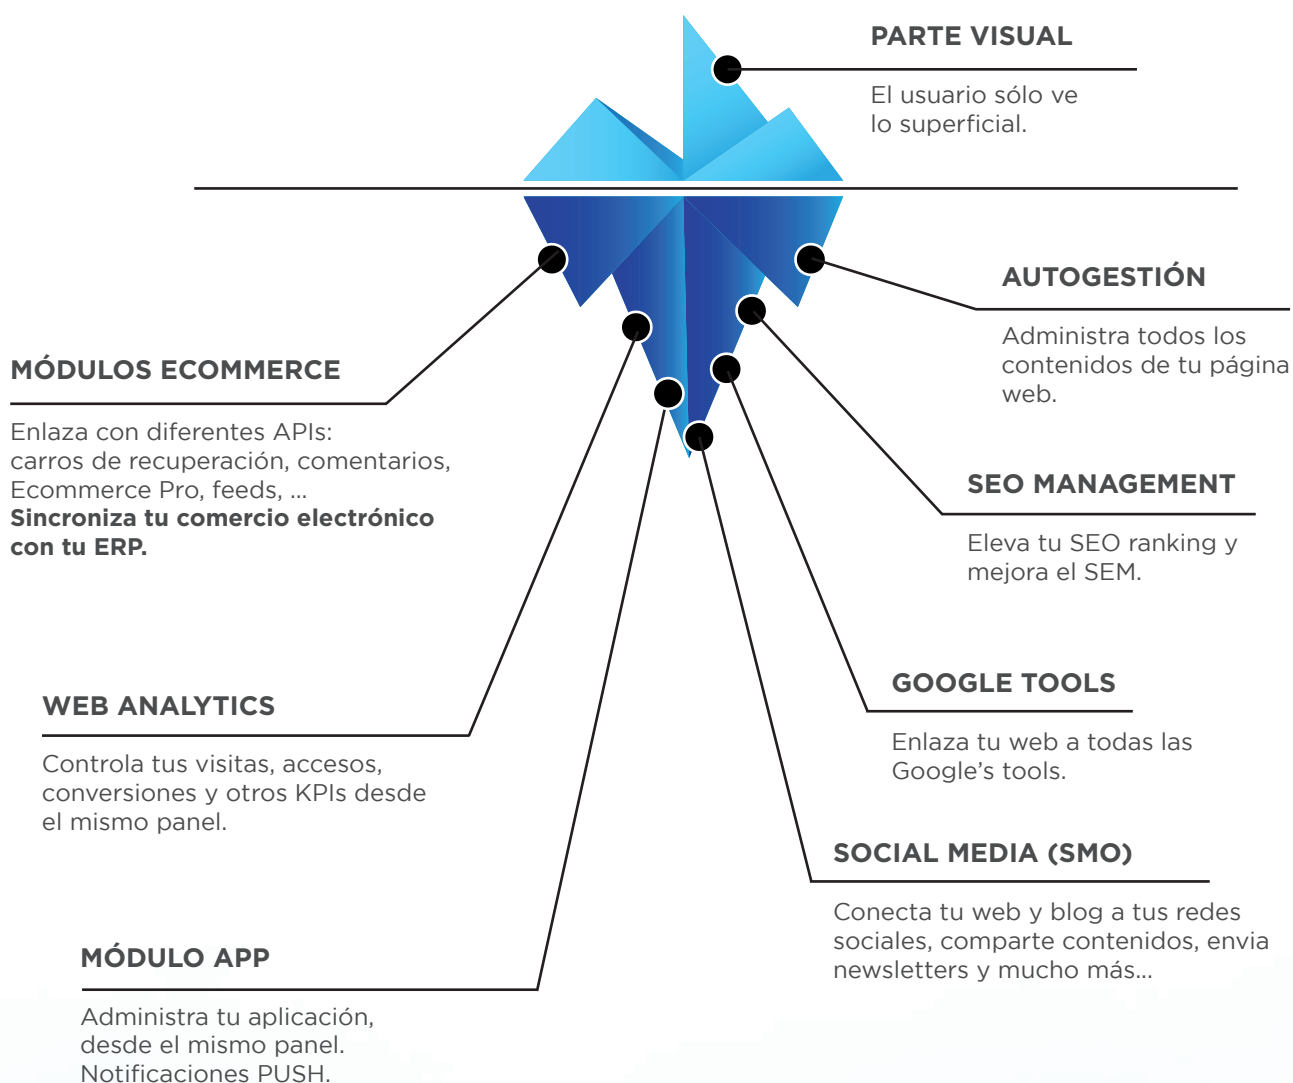 PARTE VISUAL
El usuario sólo ve
lo superficial.
AUTOGESTIÓN
Administra todos los
contenidos de tu página
web.
MÓDULOS ECOMMERCE
Enlaza con diferentes APIs:
carros de recuperación, comentarios,
Ecommerce Pro, feeds, ...
Sincroniza tu comercio electrónico
con tu ERP.
SEO MANAGEMENT
Eleva tu SEO ranking y
mejora el SEM.
WEB ANALYTICS
Controla tus visitas, accesos,
conversiones y otros KPIs desde
el mismo panel.
GOOGLE TOOLS
Enlaza tu web a todas las
Google’s tools.
SOCIAL MEDIA (SMO)
Conecta tu web y blog a tus redes
sociales, comparte contenidos, envia
newsletters y mucho más...
MÓDULO APP
Administra tu aplicación,
desde el mismo panel.
Notificaciones PUSH.